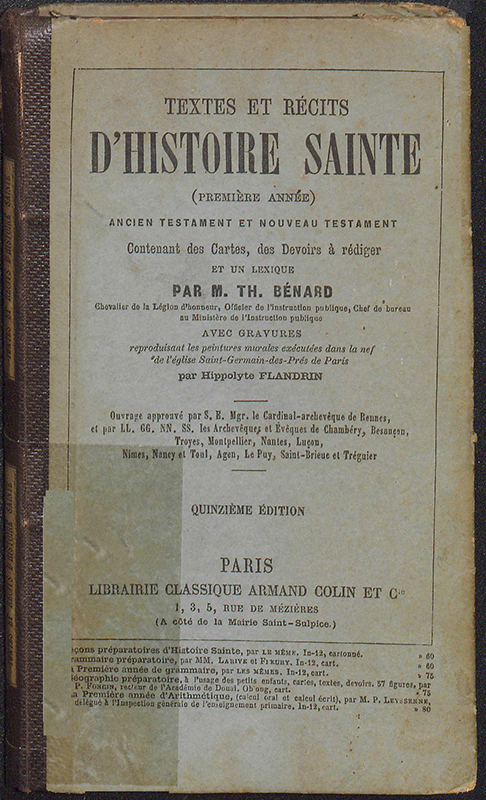 TEXTES ET RÉCITS
D'HISTOIRE SAINTE
(PREMIÈRE ANNÉE)
ANCIEN TESTAMENT ET NOUVEAU TESTAMENT
Contenant des Cartes, des Devoirs à rédiger
ET UN LEXIQUE
PAR M. TH. BÉNARD
Chevalier de la Légion d'honneur, Officier de l'instruction publique, Chef de bureau
au Ministère de l'Instruction publique
AVEC GRAVURES
reproduisant les peintures murales exécutées dans la nef
de l'église Saint-Germain-des-Prés de Paris
par Hippolyte FLANDRIN
Ouvrage approuvé par S. E. Mgr. le Cardinal-archevêque de Rennes,
et par LL. GG. NN. SS. les Archevêques et Évêques de Chambéry, Besançon,
Troyes, Montpellier, Nantes, Luçon,
Nîmes, Nancy et Toul, Agen, Le Puy, Saint-Brieuc et Tréguier
QUINZIÈME ÉDITION
PARIS
LIBRAIRIE CLASSIQUE ARMAND COLIN ET Cie
1, 3, 5, RUE DE MÉZIÈRES
(A côté de la Mairie Saint-Sulpice.)
çons préparatoires d'Histoire Sainte, par LE MÊME. In-12, cartonné. » 60
rammaire préparatoire, par MM. LARIVE et FLEURY. In-12, cart. » 60
a Première année de grammaire, par LES MÊMES. In-12, cart. » 75
éographie préparatoire, à l'usage des petits enfants, cartes, textes, devoirs. 57 figures, par
P. FONCIN, recteur de l'Académie de Douai. Oblong, cart. » 75
a Première année d'Arithmétique, (calcul oral et calcul écrit), par M. P. LEYSSENNE,
délégué à l'Inspection générale de l'enseignement primaire. In-12, cart. » 80